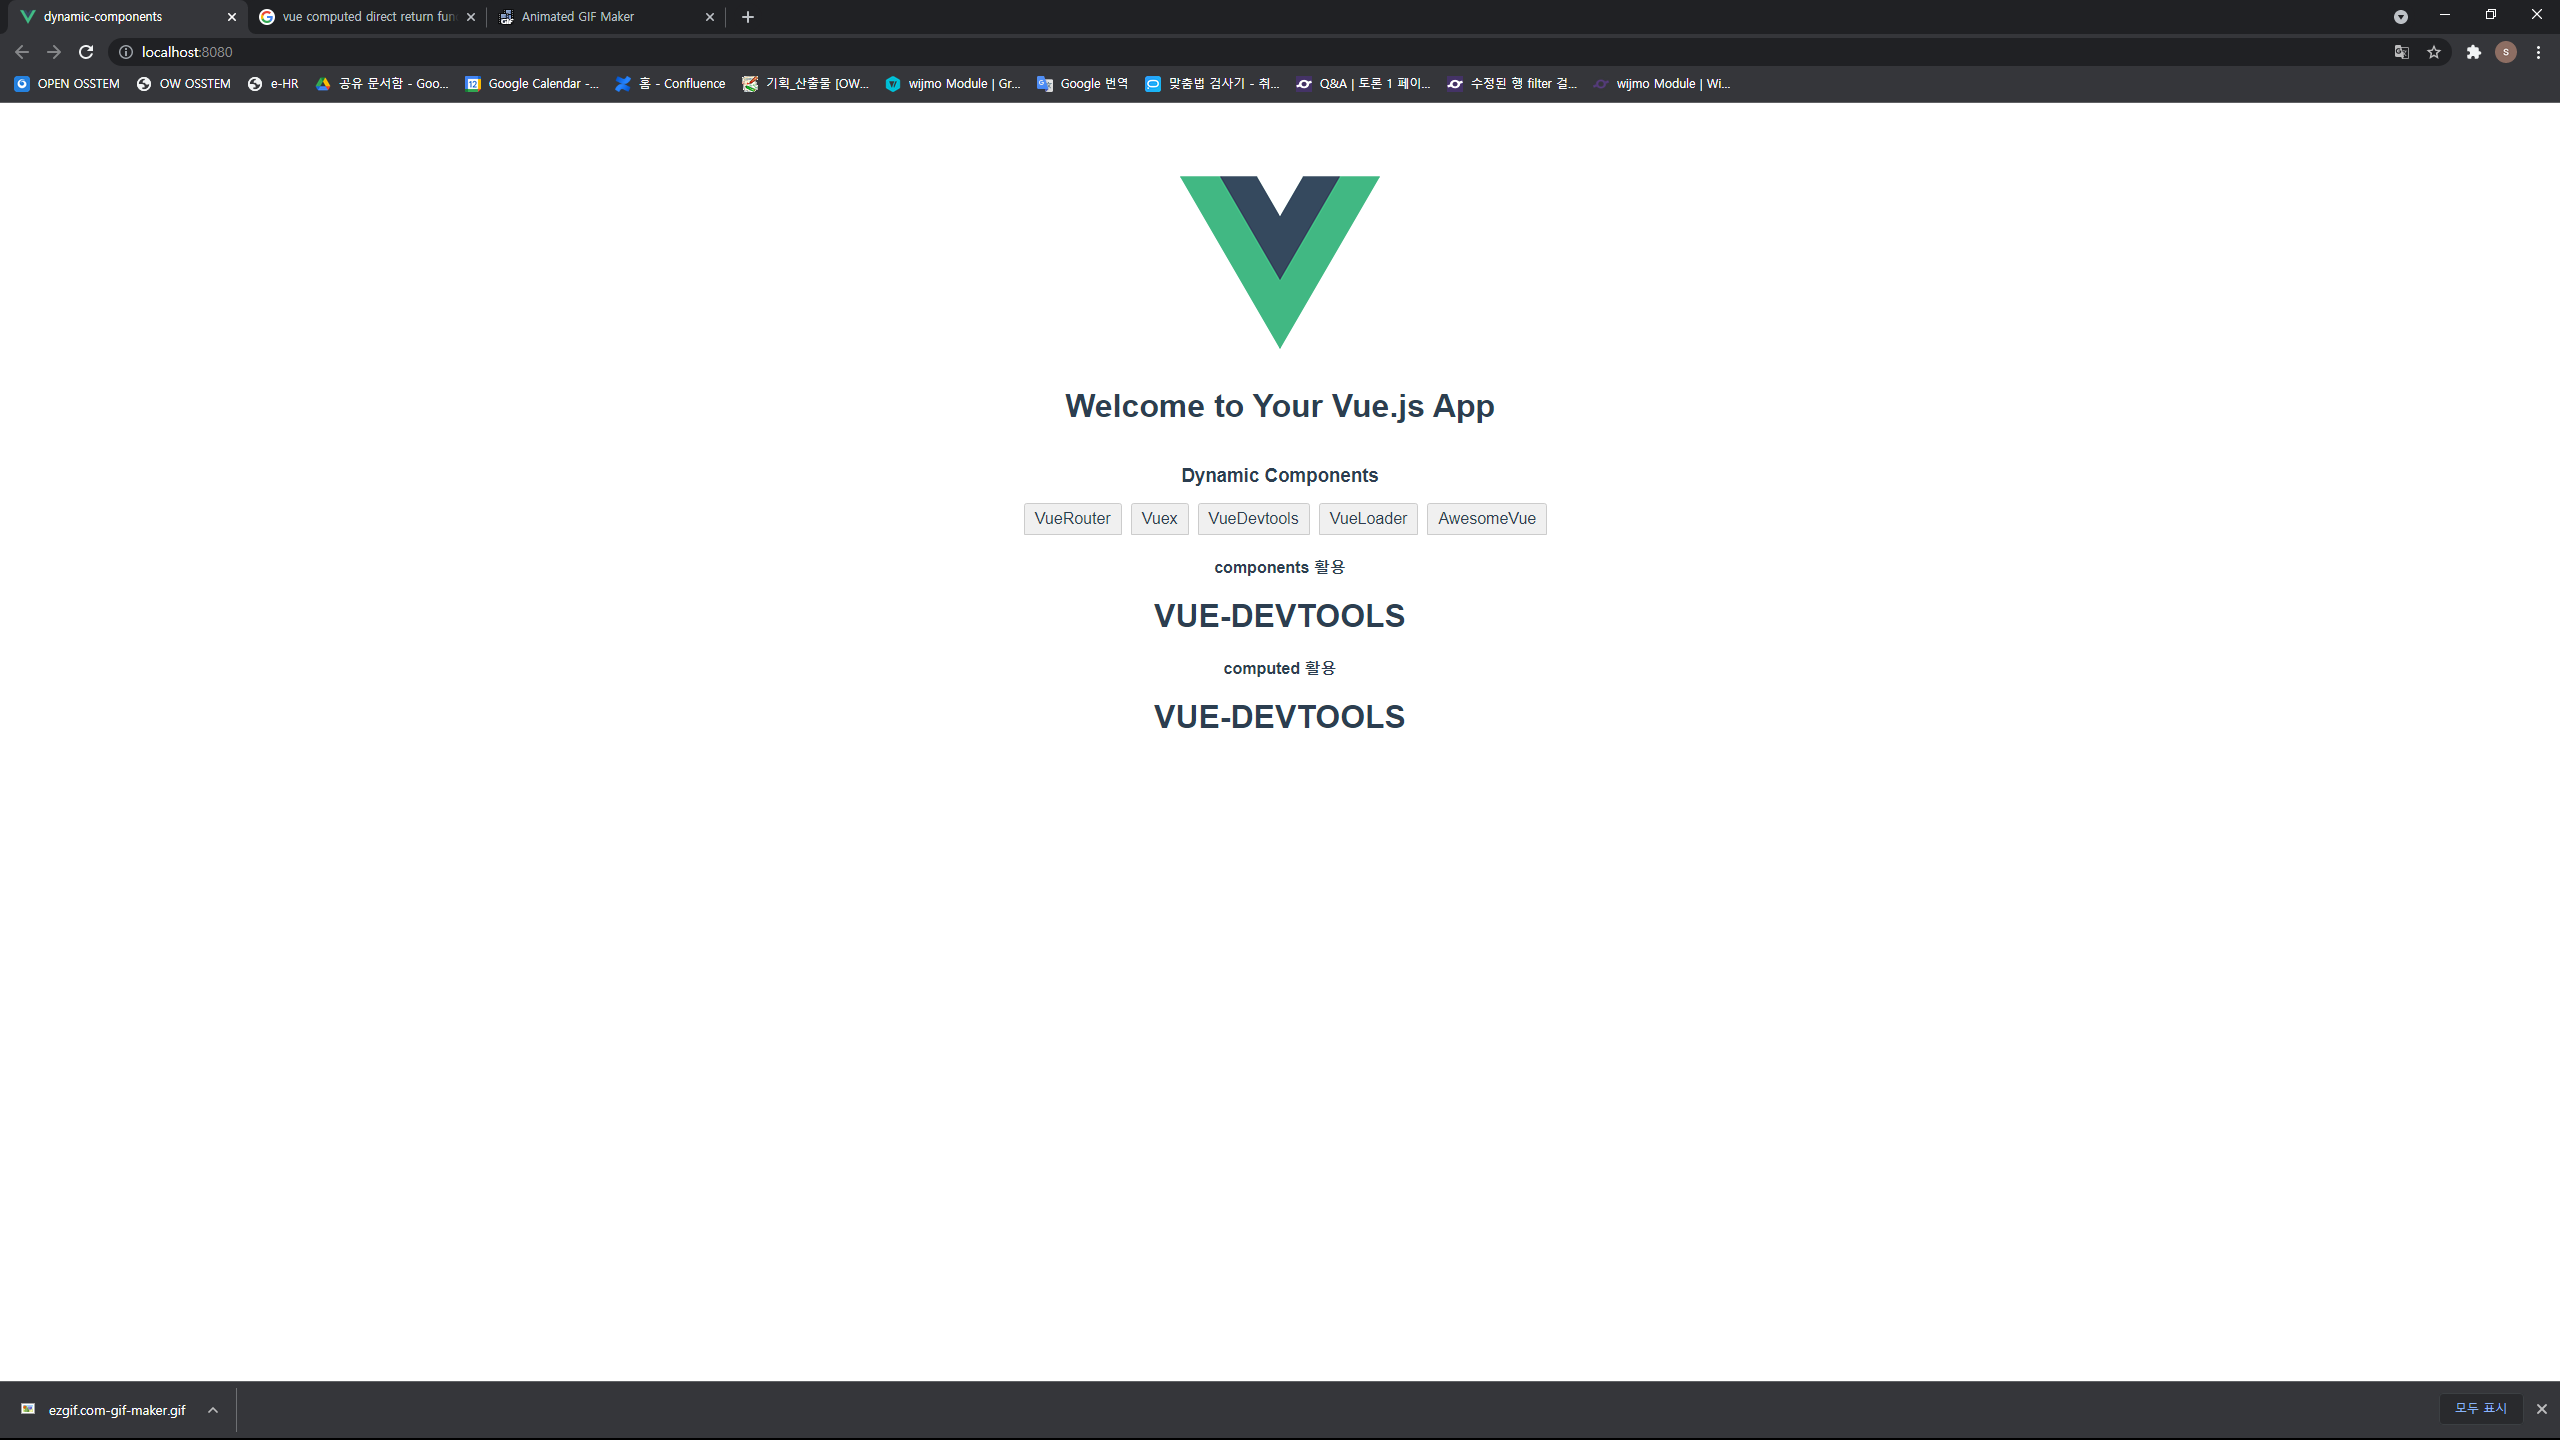 dynamic-components
vue computed direct return fun
Animated GIF Maker
localhost:8080
S
OPEN OSSTEM
OW OSSTEM
e-HR
공유 문서함 - Goo...
Google Calendar -...
홈 - Confluence
기획_산출물 [OW...
wijmo Module | Gr...
Google 번역
맞춤법 검사기 - 취...
Q&A | 토론 1 페이...
수정된 행 filter 걸...
wijmo Module | Wi...
Welcome to Your Vue.js App
Dynamic Components
VueRouter
Vuex
VueDevtools
VueLoader
AwesomeVue
components 활용
VUE-DEVTOOLS
computed 활용
VUE-DEVTOOLS
ezgif.com-gif-maker.gif
모두 표시